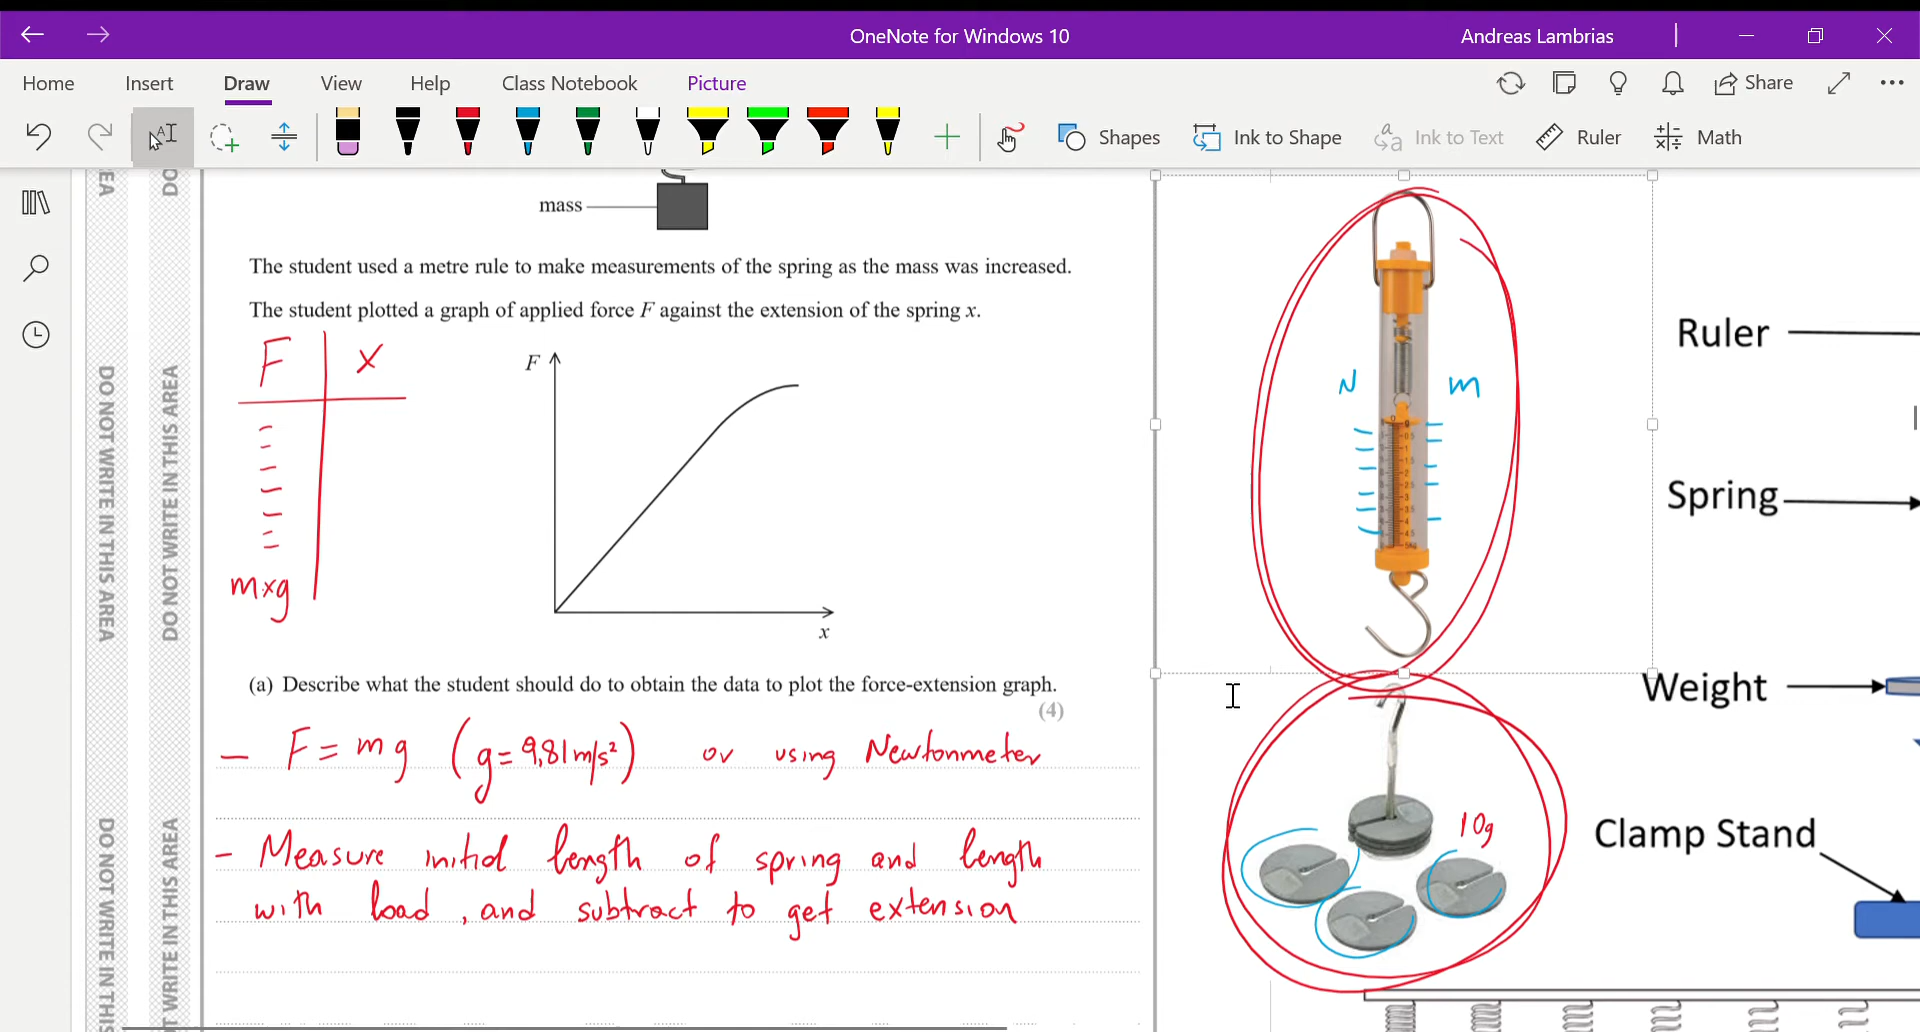 OneNote for Windows 10
Andreas Lambrias
Home Insert Draw View Help Class Notebook Picture
Share
Shapes Ink to Shape Ink to Text Ruler Math
EA
DO
DO NOT WRITE IN THIS AREA
DO NOT WRITE IN THIS AREA
DO NOT WRITE IN THIS
T WRITE IN THIS AREA
mass
The student used a metre rule to make measurements of the spring as the mass was increased.
The student plotted a graph of applied force F against the extension of the spring x.
F x
m×g
F
x
(a) Describe what the student should do to obtain the data to plot the force-extension graph.
(4)
- F = mg (g = 9,81 m/s²) or using Newtonmeter
- Measure initial length of spring and length
with load, and subtract to get extension
N m
10g
Ruler
Spring
Weight
Clamp Stand